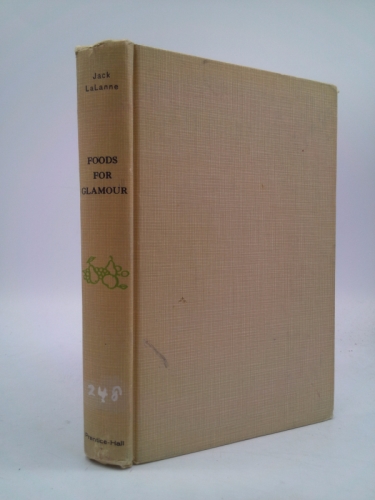 Jack
LaLanne
FOODS
FOR
GLAMOUR
248
Prentice-Hall